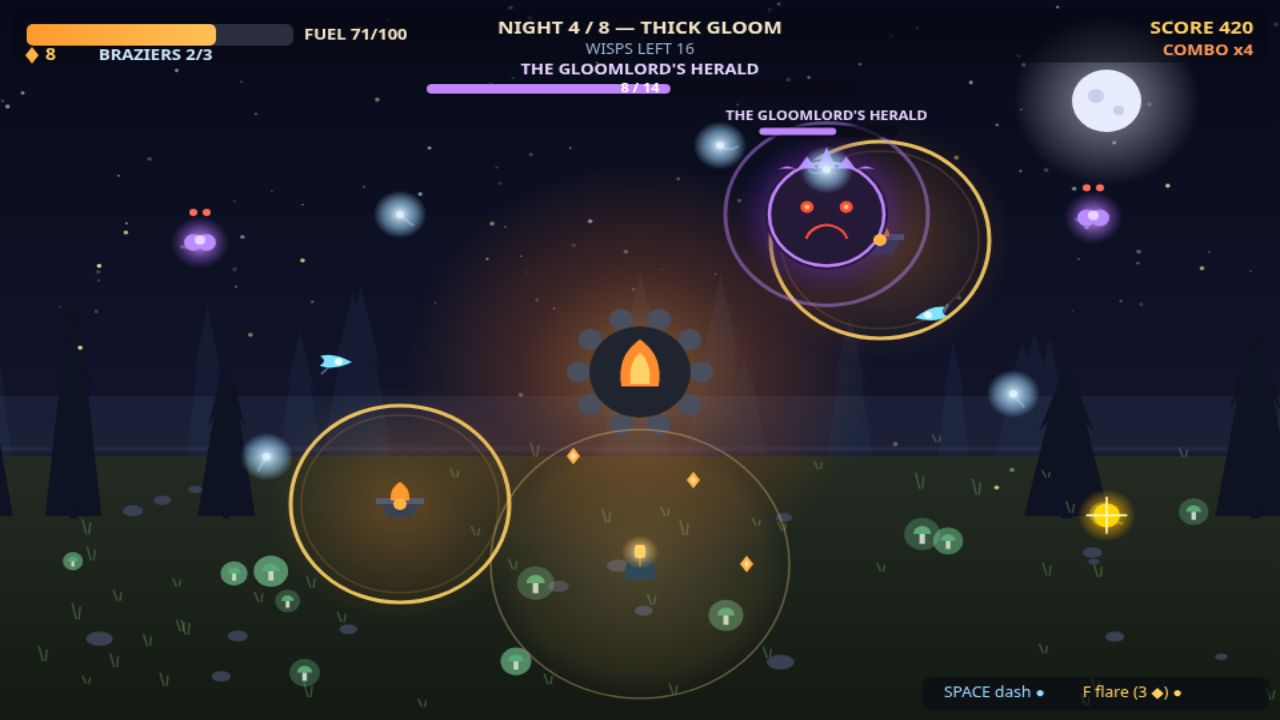 FUEL 71/100
◆ 8 BRAZIERS 2/3
NIGHT 4 / 8 — THICK GLOOM
WISPS LEFT 16
THE GLOOMLORD'S HERALD
8 / 14
SCORE 420
COMBO x4
THE GLOOMLORD'S HERALD
SPACE dash ● F flare (3 ◆) ●